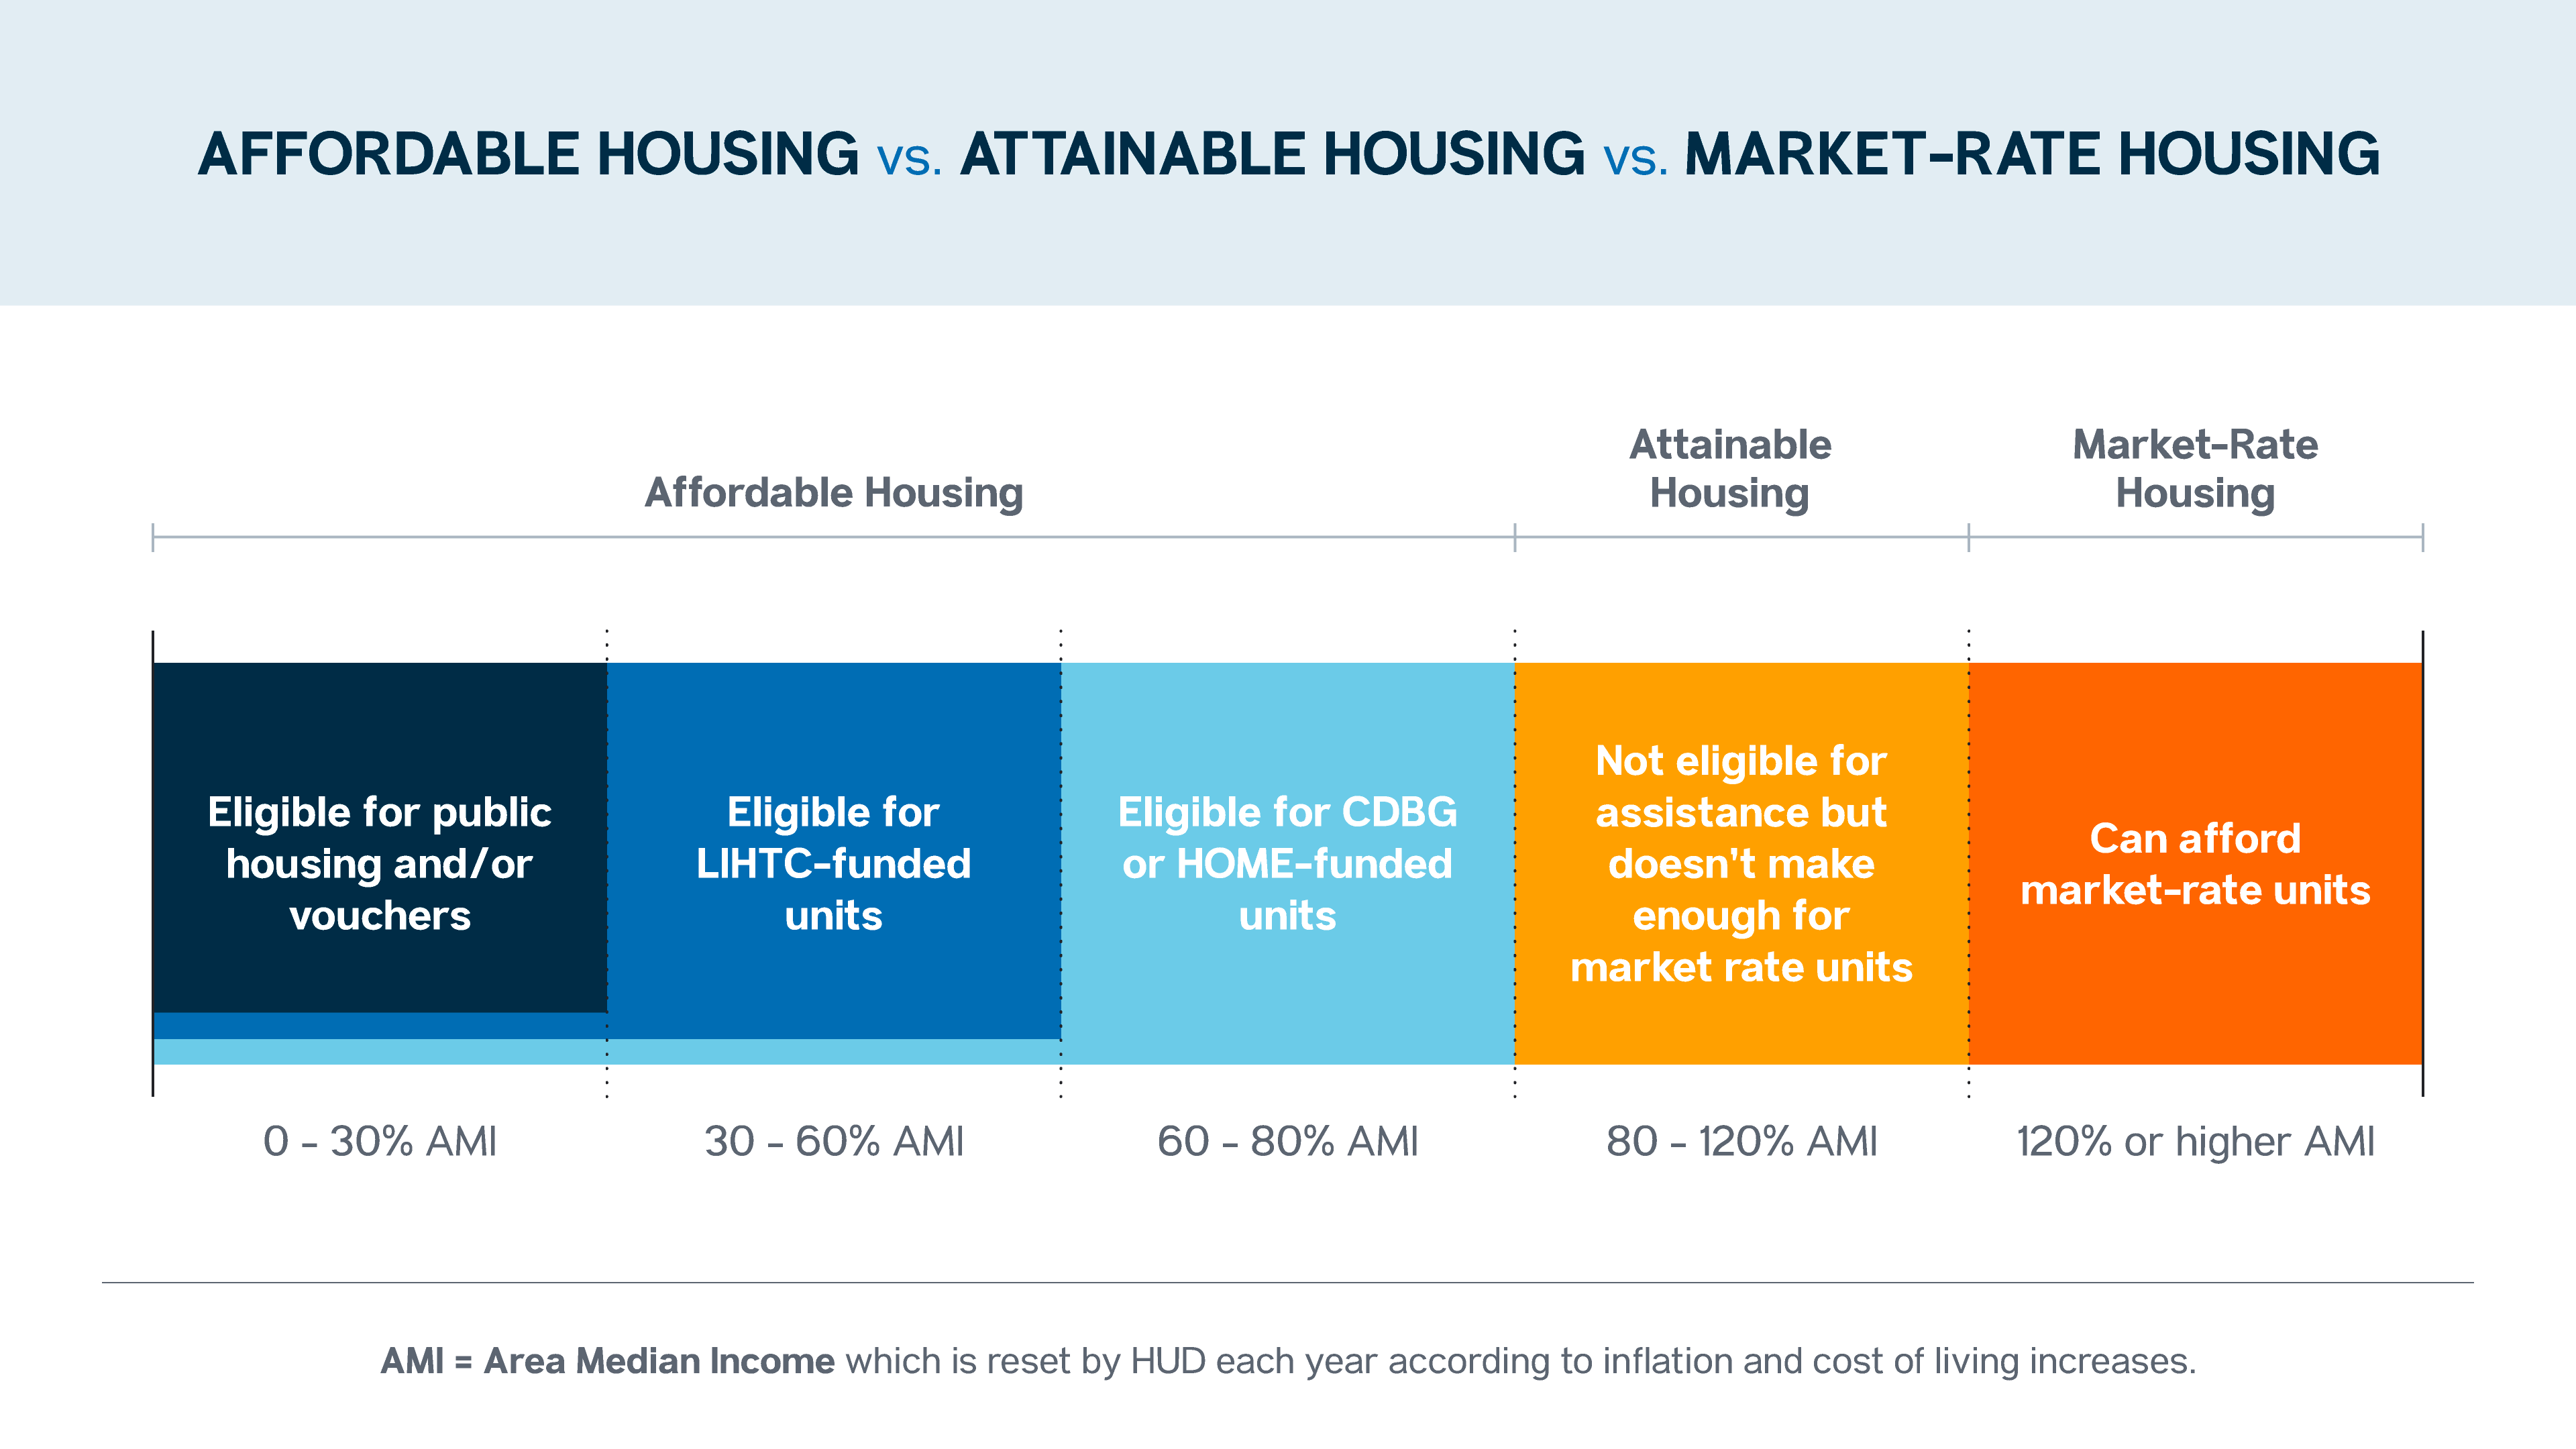 AFFORDABLE HOUSING vs. ATTAINABLE HOUSING vs. MARKET-RATE HOUSING
Affordable Housing
Attainable
Housing
Market-Rate
Housing
Eligible for public
housing and/or
vouchers
Eligible for
LIHTC-funded
units
Eligible for CDBG
or HOME-funded
units
Not eligible for
assistance but
doesn't make
enough for
market rate units
Can afford
market-rate units
0 - 30% AMI
30 - 60% AMI
60 - 80% AMI
80 - 120% AMI
120% or higher AMI
AMI = Area Median Income which is reset by HUD each year according to inflation and cost of living increases.